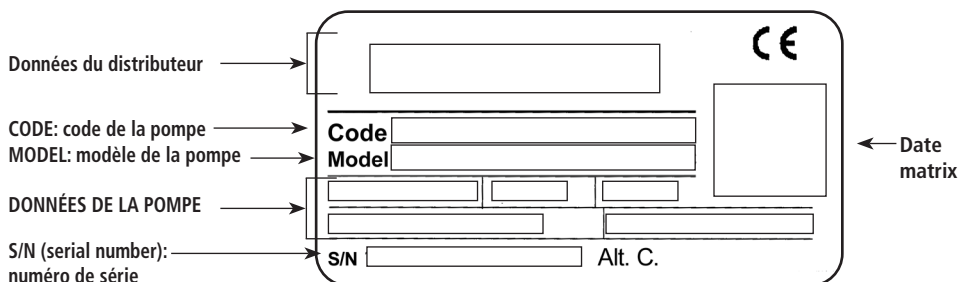 Données du distributeur
CE
CODE: code de la pompe
MODEL: modèle de la pompe
Code
Model
Date
matrix
DONNÉES DE LA POMPE
S/N (serial number):
numéro de série
S/N
Alt. C.